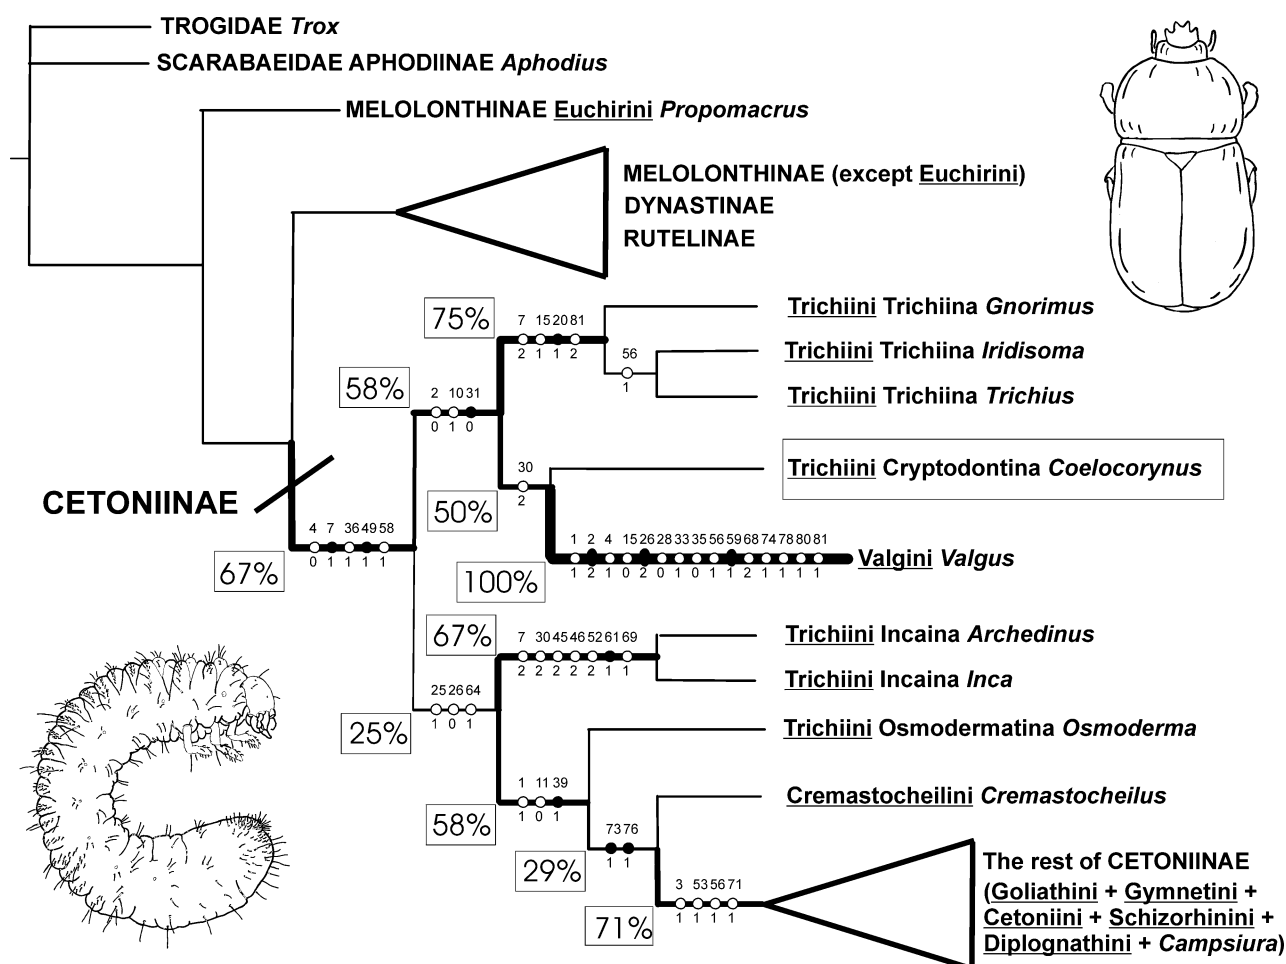 TROGIDAE Trox
SCARABAEIDAE APHODIINAE Aphodius
MELOLONTHINAE Euchirini Propomacrus
MELOLONTHINAE (except Euchirini)
DYNASTINAE
RUTELINAE
75%
7 15 20 81
2 1 1 2
Trichiini Trichiina Gnorimus
56
1
Trichiini Trichiina Iridisoma
58%
2 10 31
0 1 0
Trichiini Trichiina Trichius
30
2
Trichiini Cryptodontina Coelocorynus
CETONIINAE
50%
4 7 36 49 58
0 1 1 1 1
67%
1 2 4 15 26 28 33 35 56 59 68 74 78 80 81
1 2 1 0 2 0 1 0 1 1 2 1 1 1 1
Valgini Valgus
100%
67%
7 30 45 46 52 61 69
2 2 2 2 2 1 1
Trichiini Incaina Archedinus
Trichiini Incaina Inca
25 26 64
1 0 1
25%
Trichiini Osmodermatina Osmoderma
1 11 39
1 0 1
58%
Cremastocheilini Cremastocheilus
73 76
1 1
29%
3 53 56 71
1 1 1 1
71%
The rest of CETONIINAE
(Goliathini + Gymnetini +
Cetoniini + Schizorhinini +
Diplognathini + Campsiura)